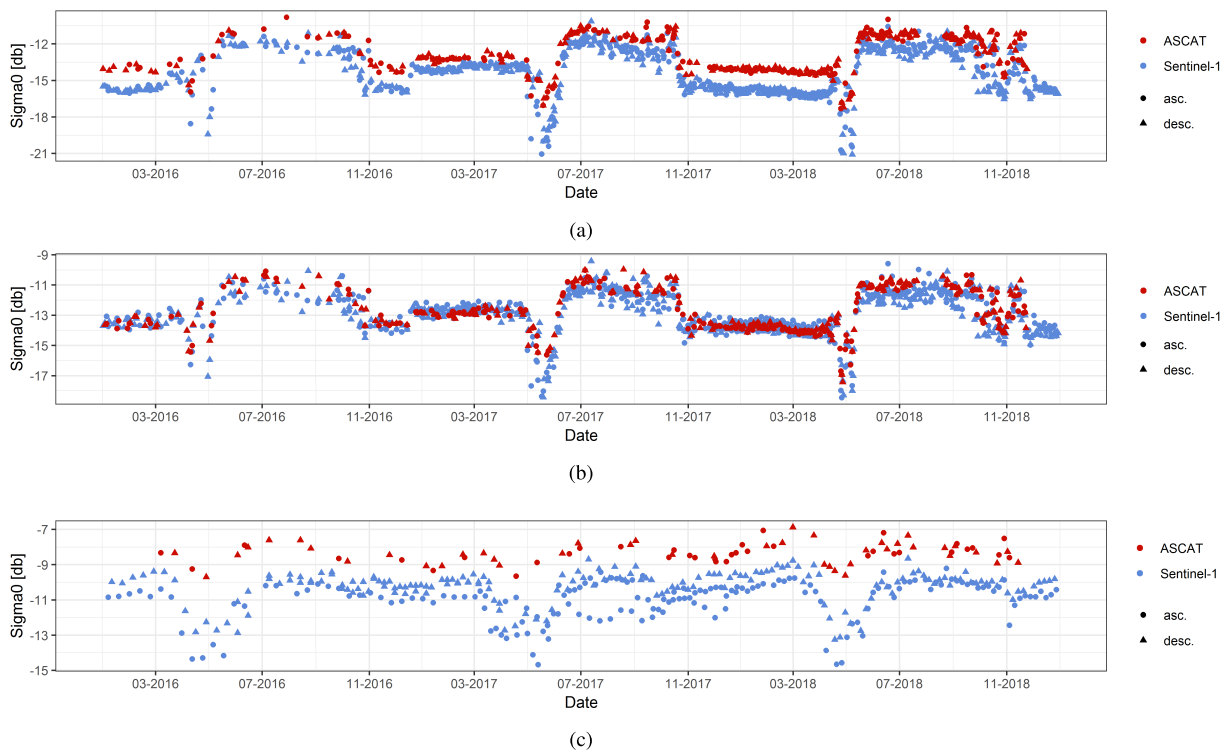 -12
-15
-18
-21
Sigma0 [db]
03-2016 07-2016 11-2016 03-2017 07-2017 11-2017 03-2018 07-2018 11-2018
Date
ASCAT
Sentinel-1
asc.
desc.
(a)
-9
-11
-13
-15
-17
Sigma0 [db]
03-2016 07-2016 11-2016 03-2017 07-2017 11-2017 03-2018 07-2018 11-2018
Date
ASCAT
Sentinel-1
asc.
desc.
(b)
-7
-9
-11
-13
-15
Sigma0 [db]
03-2016 07-2016 11-2016 03-2017 07-2017 11-2017 03-2018 07-2018 11-2018
Date
ASCAT
Sentinel-1
asc.
desc.
(c)